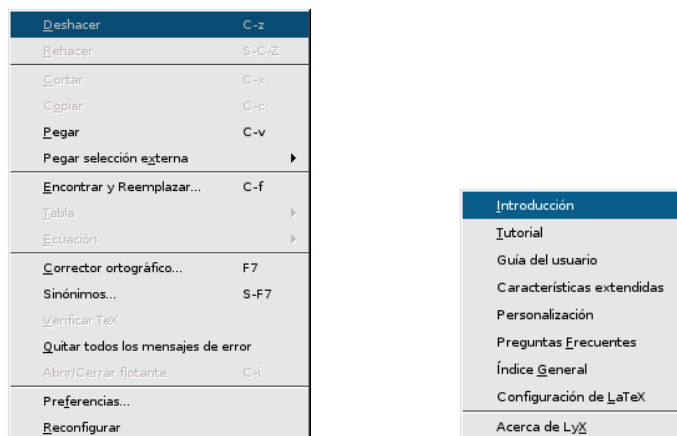 Deshacer C-z
Rehacer S-C-Z
Cortar C-x
Copiar C-c
Pegar C-v
Pegar selección externa
Encontrar y Reemplazar... C-f
Tabla
Ecuación
Corrector ortográfico... F7
Sinónimos... S-F7
Verificar TeX
Quitar todos los mensajes de error
Abrir/Cerrar flotante C-i
Preferencias...
Reconfigurar
Introducción
Tutorial
Guía del usuario
Características extendidas
Personalización
Preguntas Frecuentes
Índice General
Configuración de LaTeX
Acerca de LyX